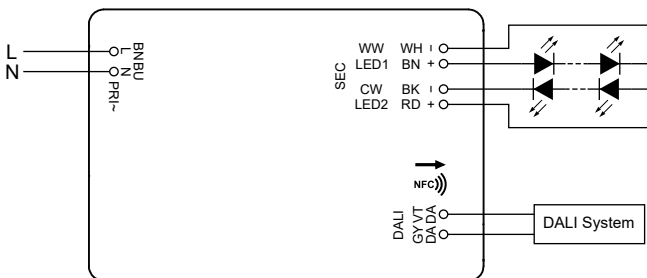 L
N
BN L
BU N
PRI~
SEC
WW WH -
LED1 BN +
CW BK -
LED2 RD +
NFC
DALI
VT DA
GY DA
DALI System